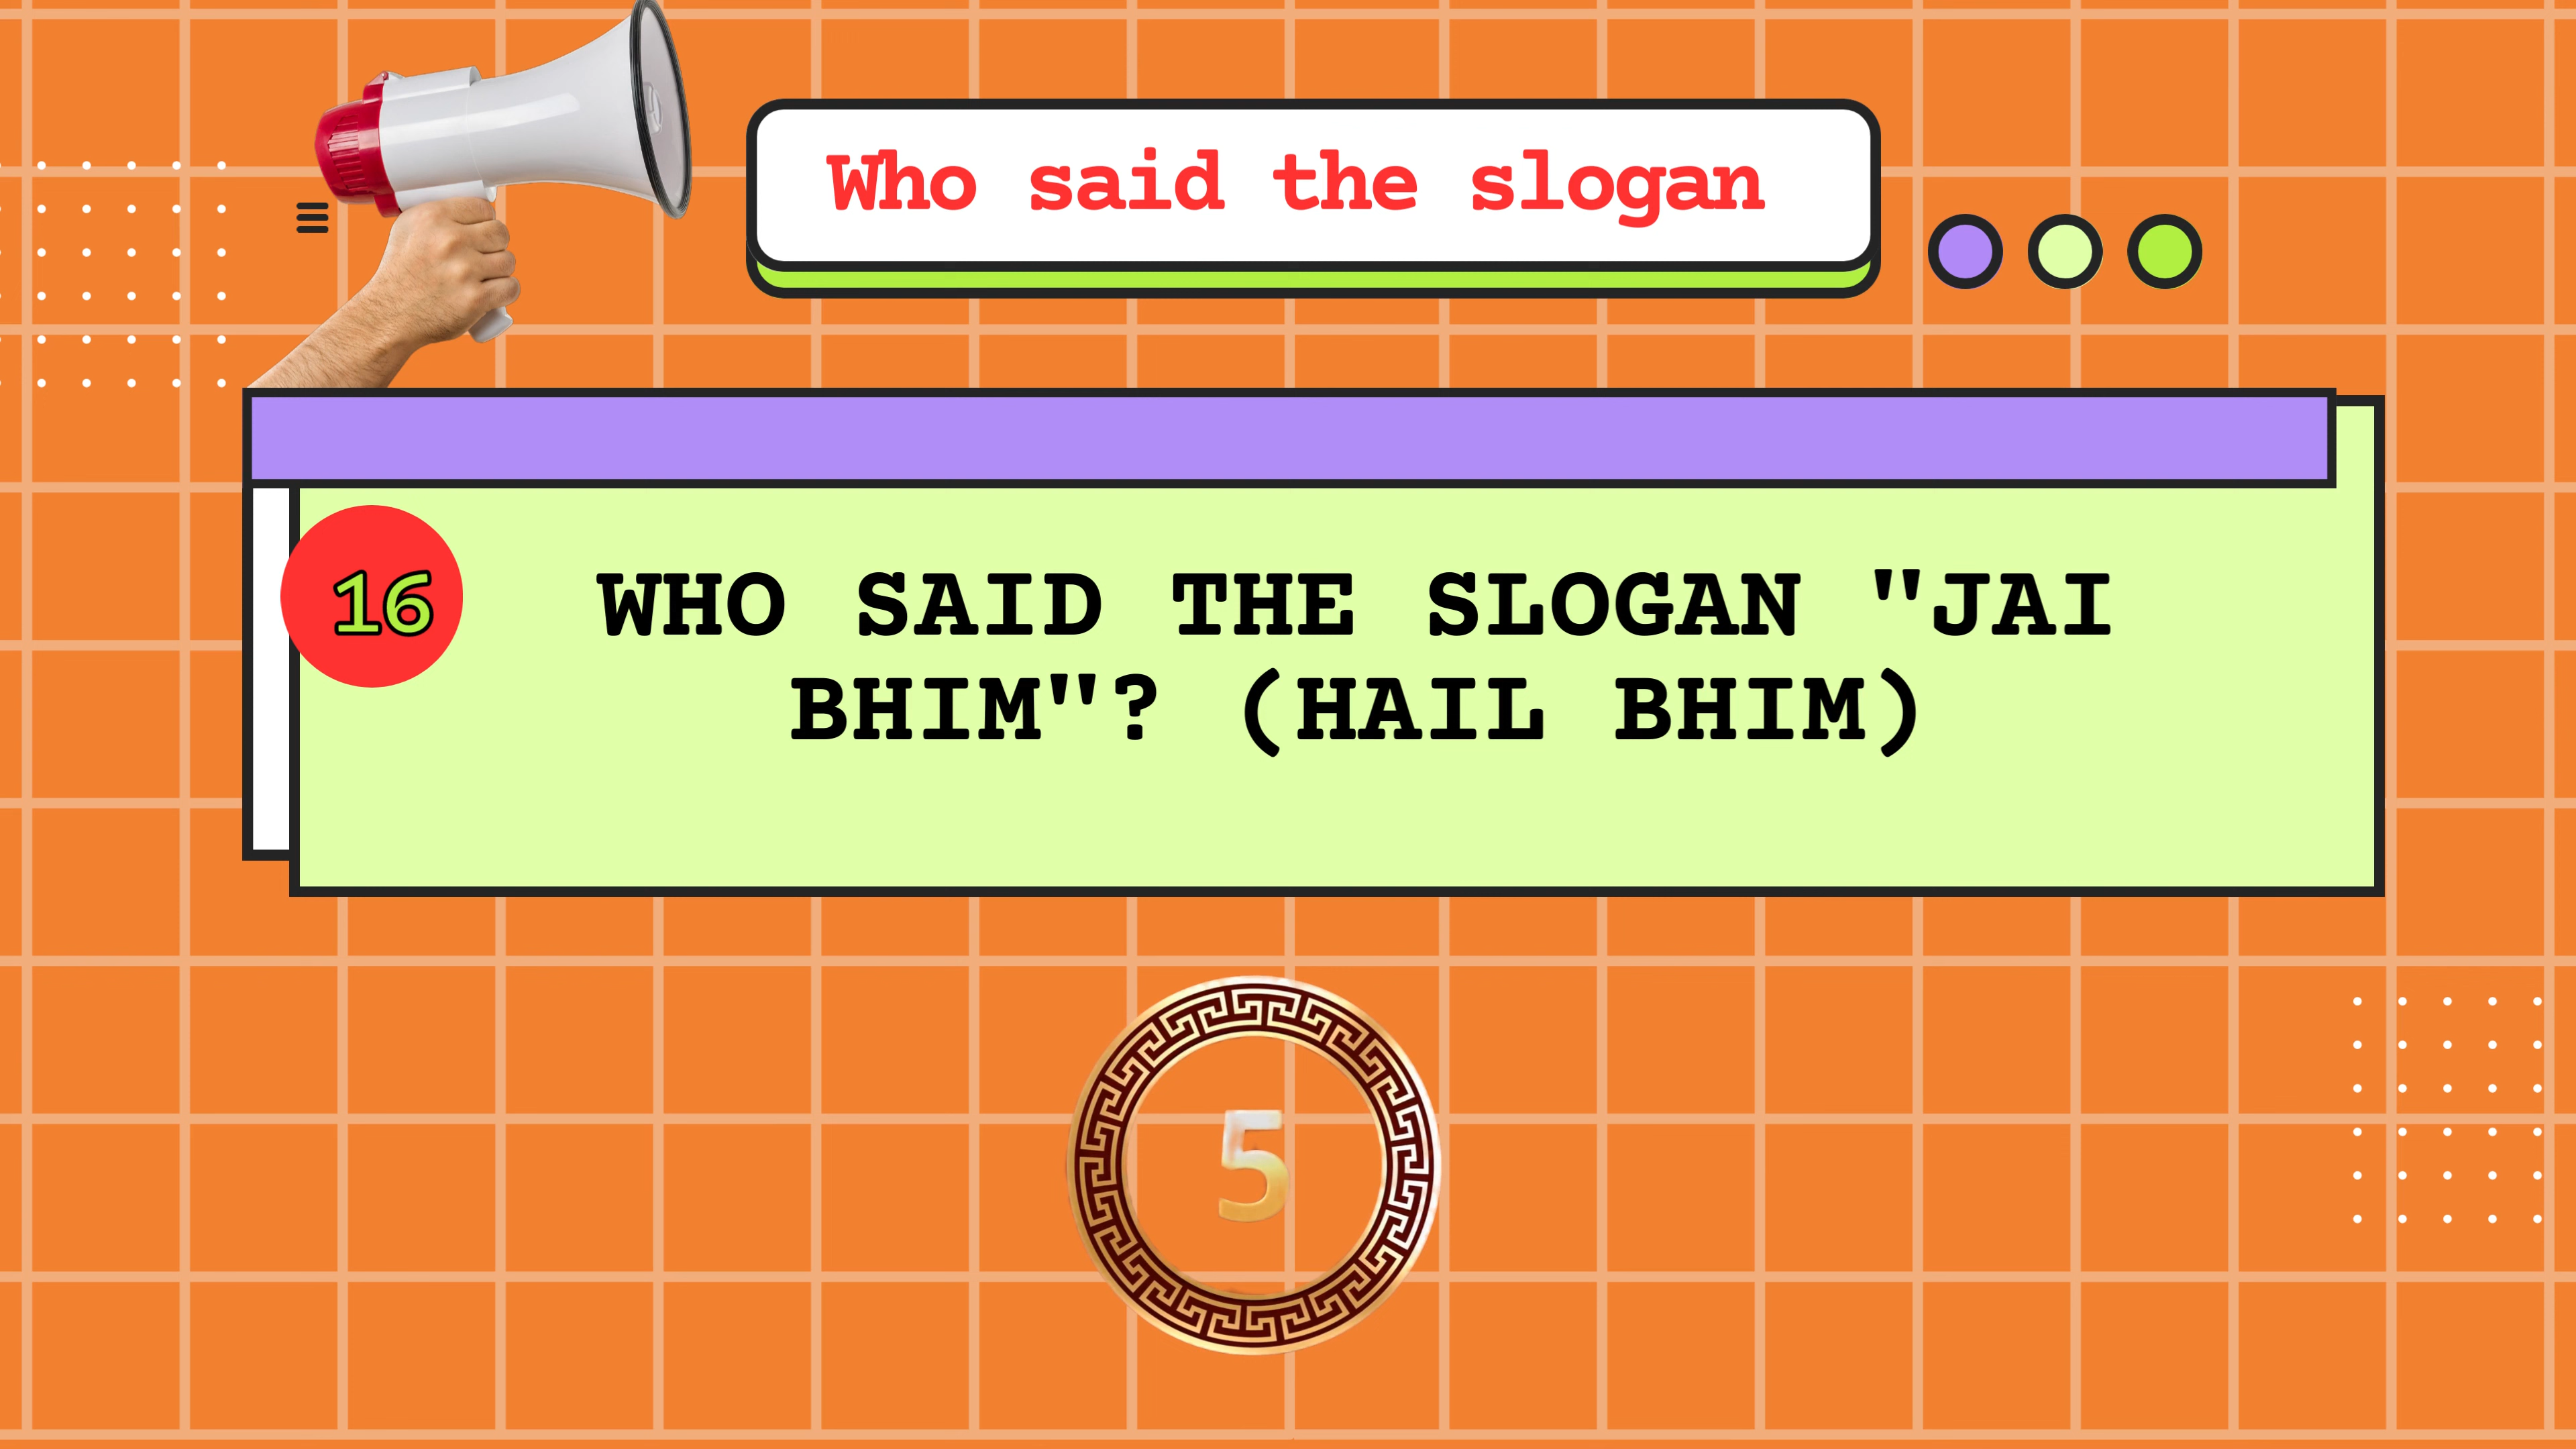 Who said the slogan
16
WHO SAID THE SLOGAN "JAI
BHIM"? (HAIL BHIM)
5